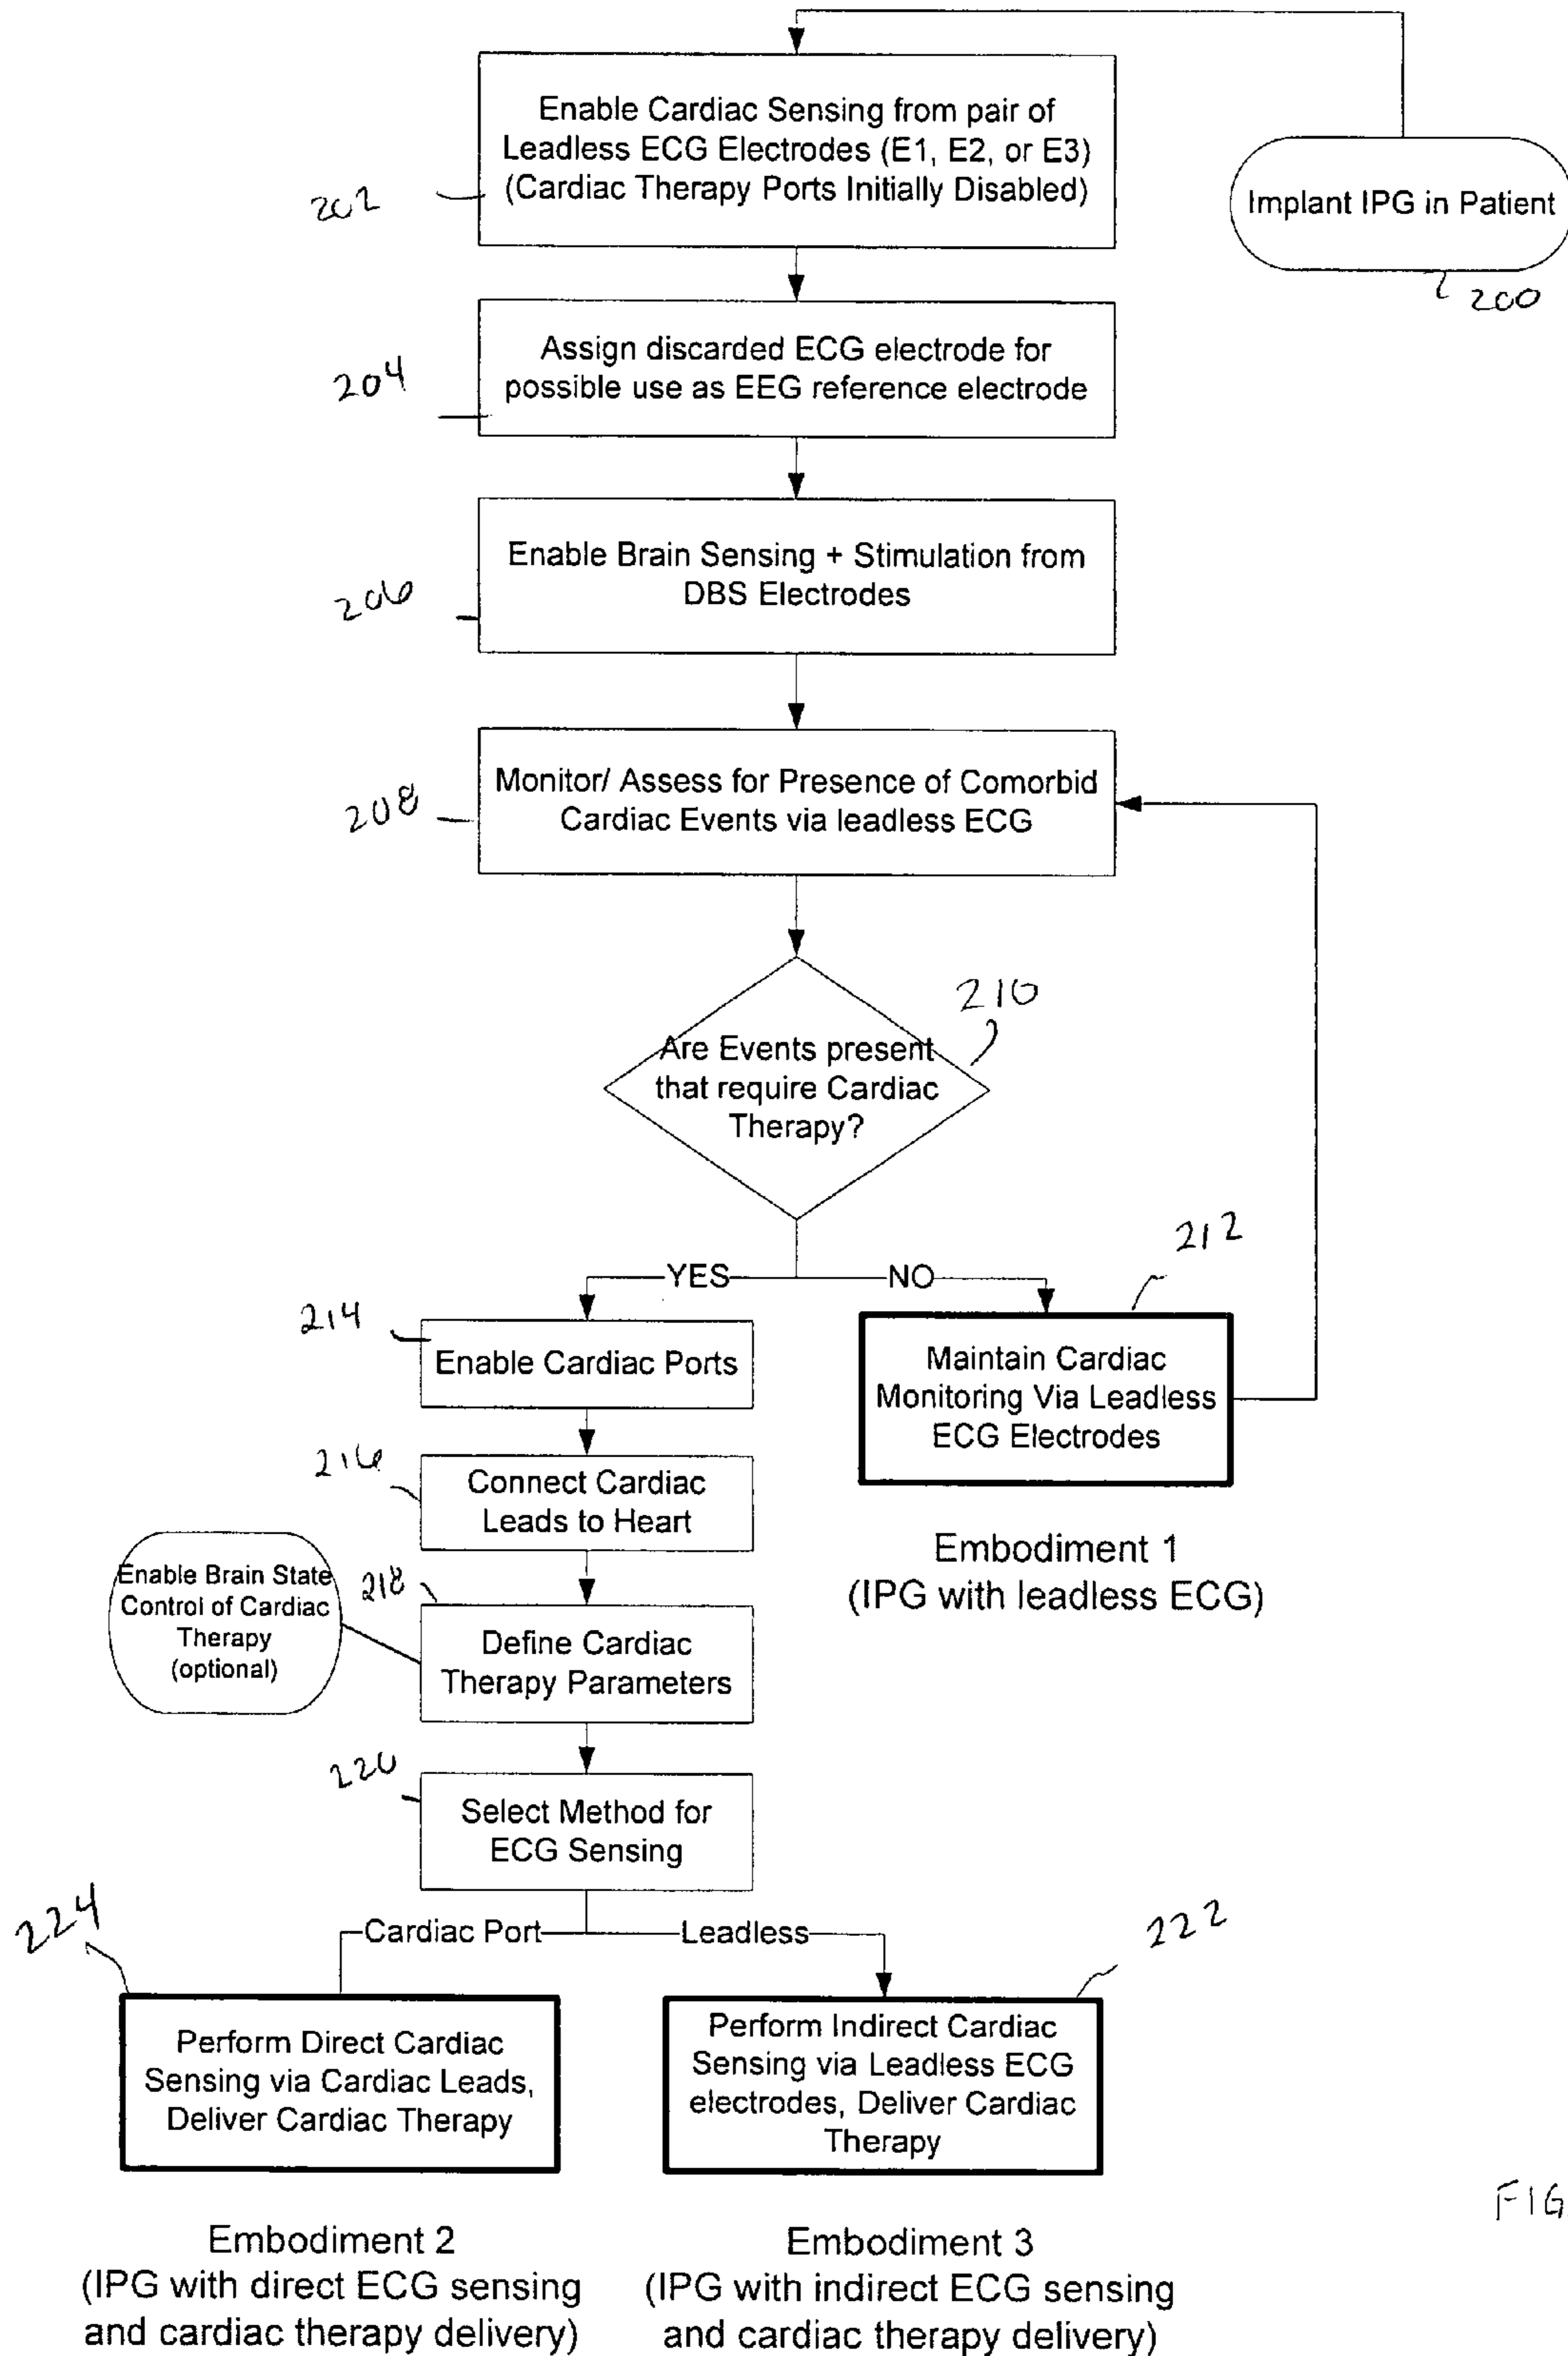 Enable Cardiac Sensing from pair of
Leadless ECG Electrodes (E1, E2, or E3)
(Cardiac Therapy Ports Initially Disabled)
202
Implant IPG in Patient
200
Assign discarded ECG electrode for
possible use as EEG reference electrode
204
Enable Brain Sensing + Stimulation from
DBS Electrodes
206
Monitor/ Assess for Presence of Comorbid
Cardiac Events via leadless ECG
208
Are Events present
that require Cardiac
Therapy?
210
YES
NO
212
214
Enable Cardiac Ports
Maintain Cardiac
Monitoring Via Leadless
ECG Electrodes
216
Connect Cardiac
Leads to Heart
Embodiment 1
(IPG with leadless ECG)
Enable Brain State
Control of Cardiac
Therapy
(optional)
218
Define Cardiac
Therapy Parameters
220
Select Method for
ECG Sensing
Cardiac Port
Leadless
224
222
Perform Direct Cardiac
Sensing via Cardiac Leads,
Deliver Cardiac Therapy
Perform Indirect Cardiac
Sensing via Leadless ECG
electrodes, Deliver Cardiac
Therapy
FIG
Embodiment 2
(IPG with direct ECG sensing
and cardiac therapy delivery)
Embodiment 3
(IPG with indirect ECG sensing
and cardiac therapy delivery)